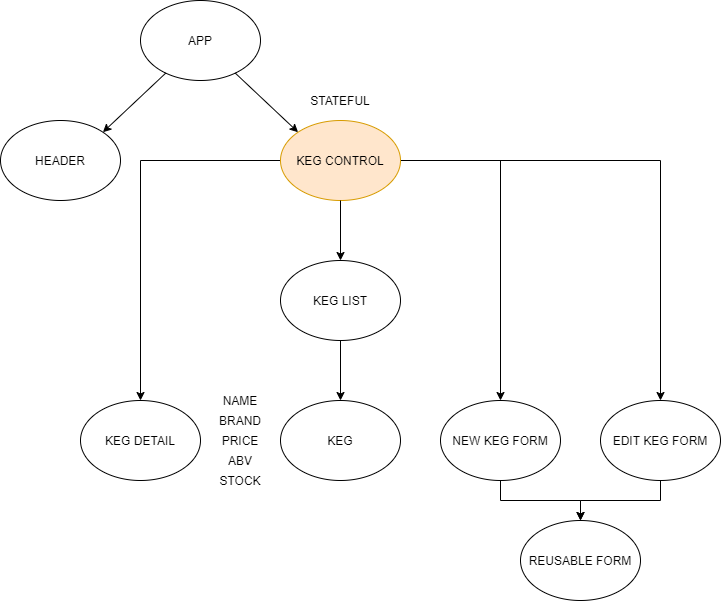 APP
STATEFUL
HEADER
KEG CONTROL
KEG LIST
NAME
BRAND
PRICE
ABV
STOCK
KEG DETAIL
KEG
NEW KEG FORM
EDIT KEG FORM
REUSABLE FORM